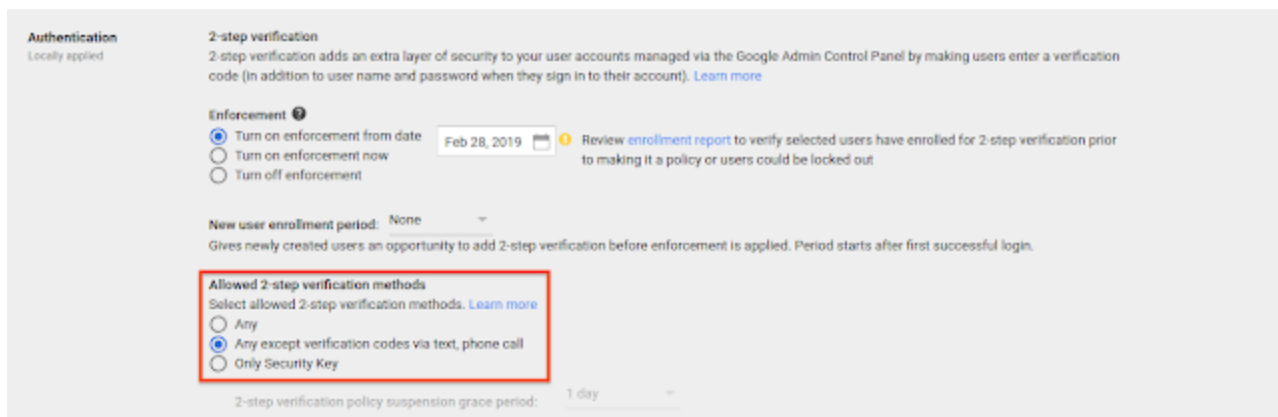 Authentication
Locally applied
2-step verification
2-step verification adds an extra layer of security to your user accounts managed via the Google Admin Control Panel by making users enter a verification
code (in addition to user name and password when they sign in to their account). Learn more
Enforcement
Turn on enforcement from date
Feb 28, 2019
Review enrollment report to verify selected users have enrolled for 2-step verification prior
to making it a policy or users could be locked out
Turn on enforcement now
Turn off enforcement
New user enrollment period: None
Gives newly created users an opportunity to add 2-step verification before enforcement is applied. Period starts after first successful login.
Allowed 2-step verification methods
Select allowed 2-step verification methods. Learn more
Any
Any except verification codes via text, phone call
Only Security Key
2-step verification policy suspension grace period: 1 day